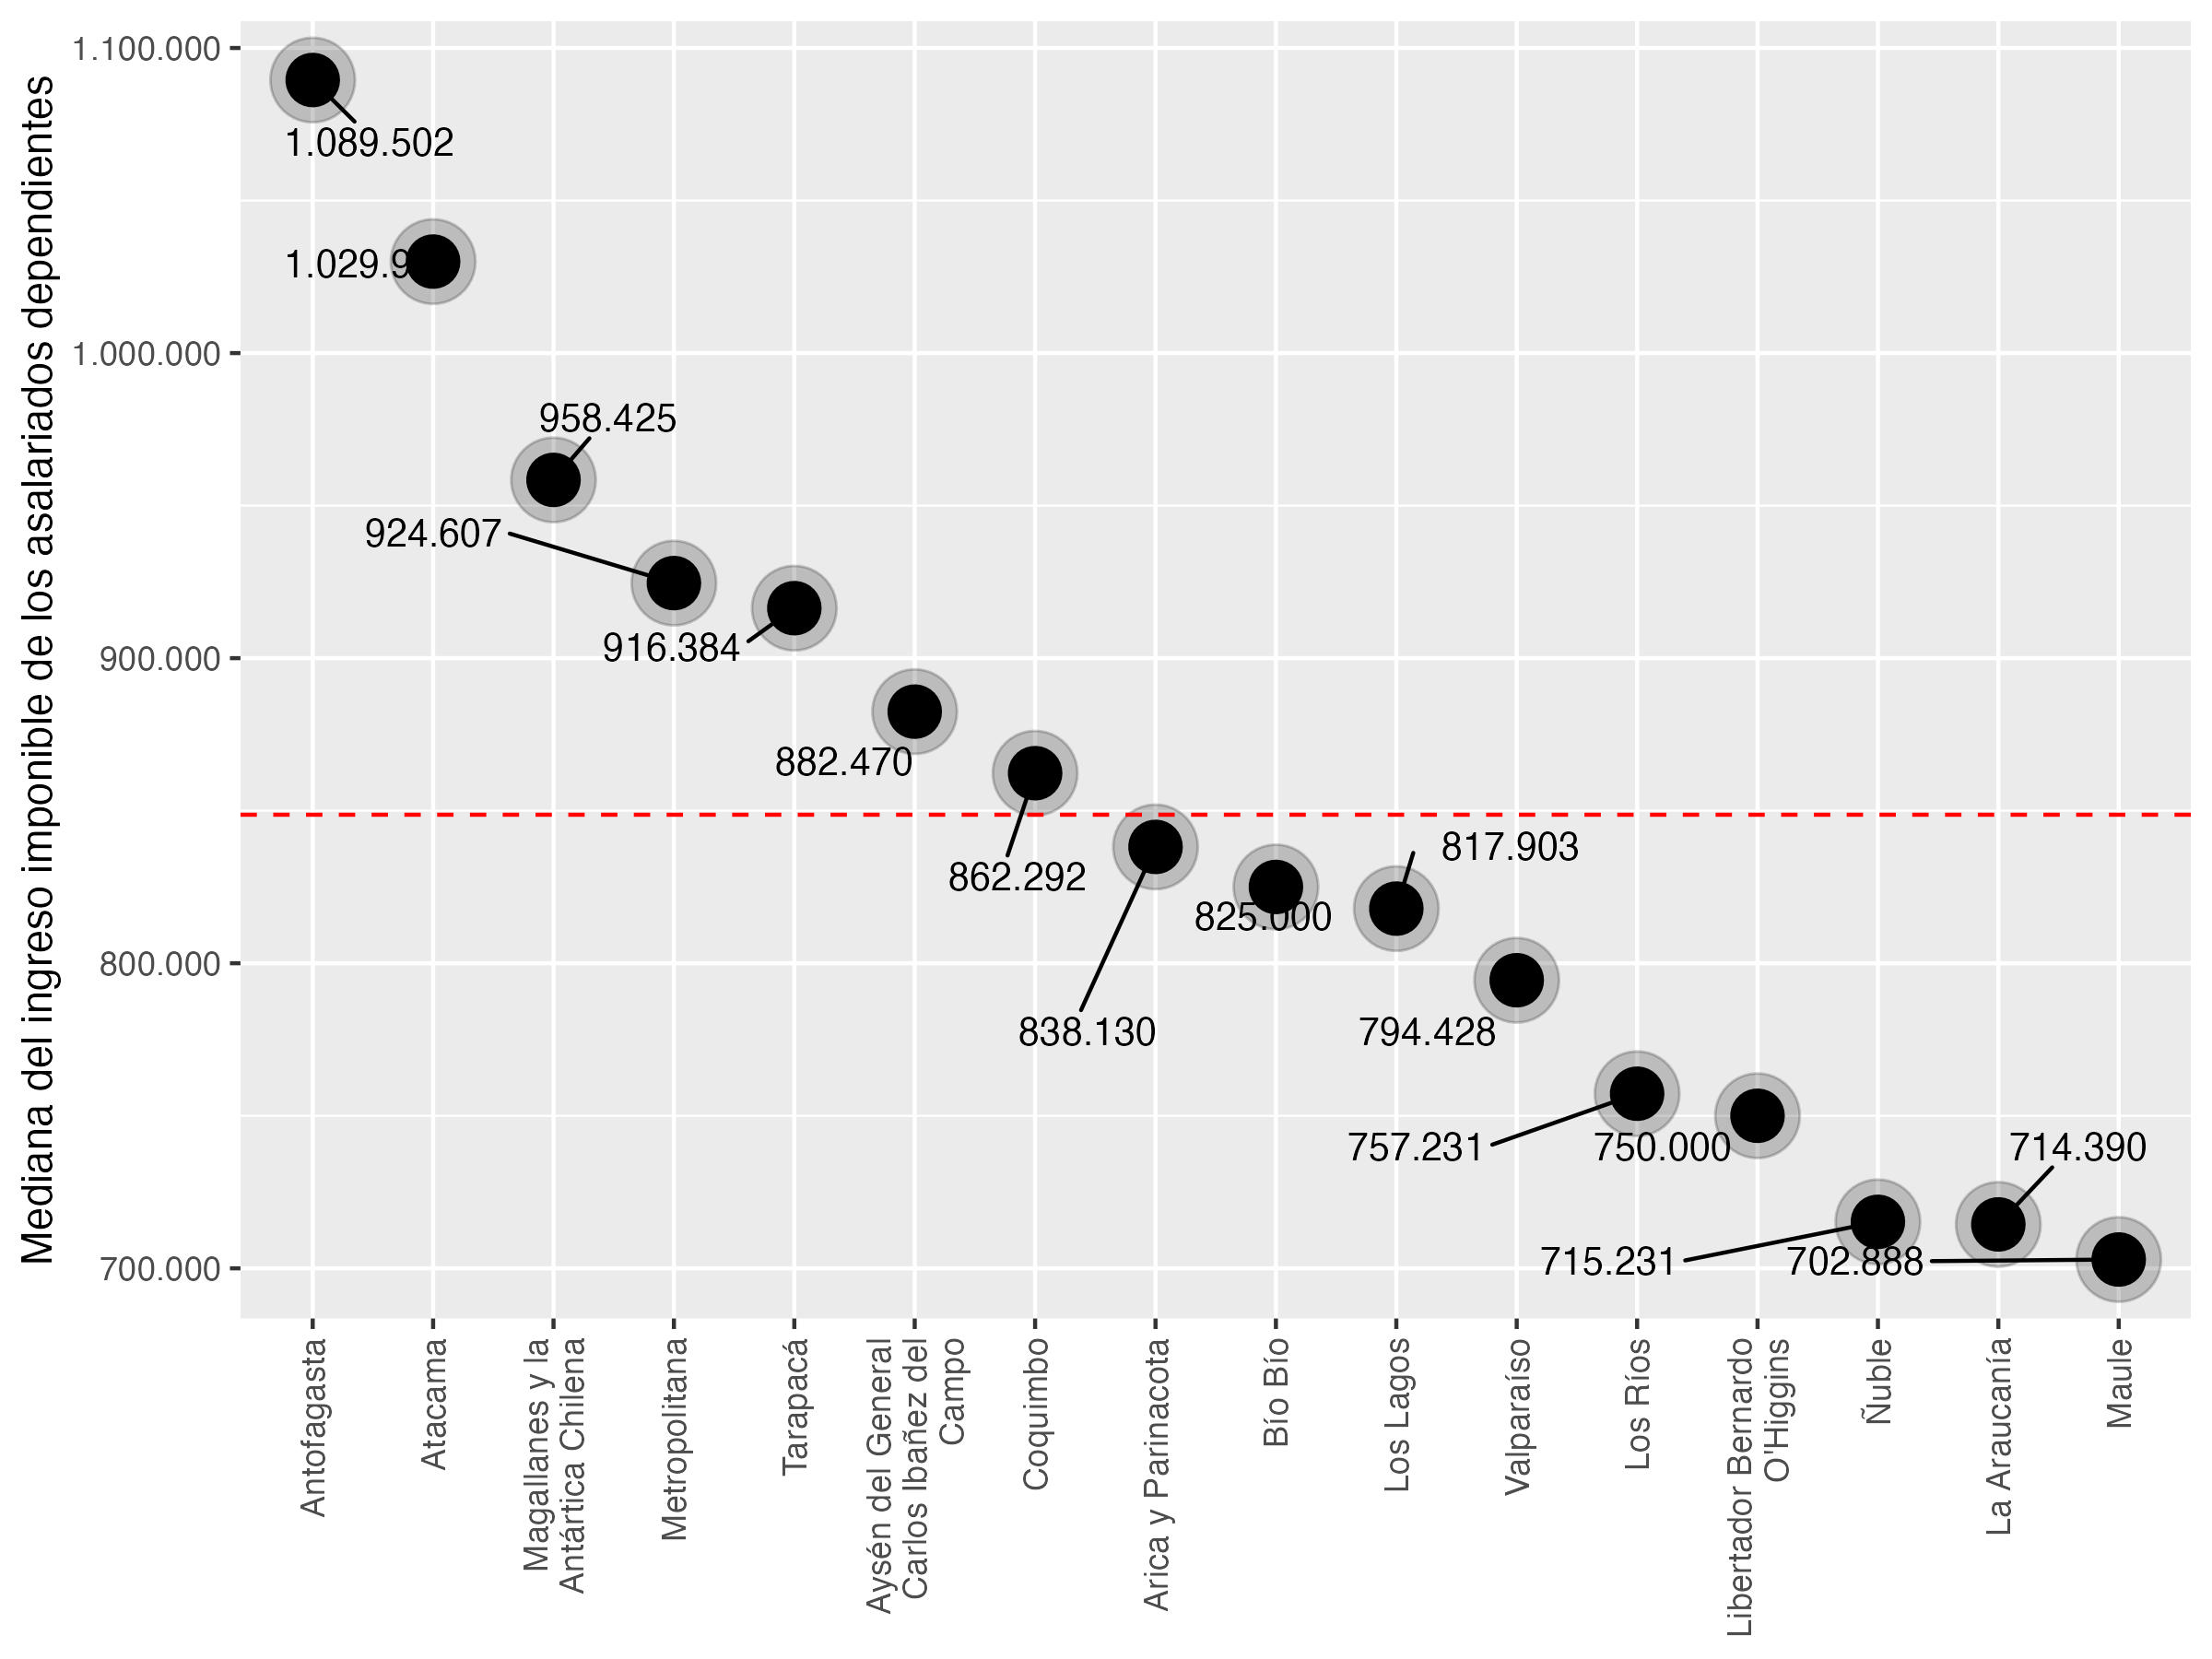 Mediana del ingreso imponible de los asalariados dependientes
1.100.000
1.000.000
900.000
800.000
700.000
1.089.502
1.029.9
958.425
924.607
916.384
882.470
862.292
838.130
825.000
817.903
794.428
757.231
750.000
715.231
714.390
702.888
Antofagasta
Atacama
Magallanes y la
Antártica Chilena
Metropolitana
Tarapacá
Aysén del General
Carlos Ibañez del
Campo
Coquimbo
Arica y Parinacota
Bío Bío
Los Lagos
Valparaíso
Los Ríos
Libertador Bernardo
O'Higgins
Ñuble
La Araucanía
Maule